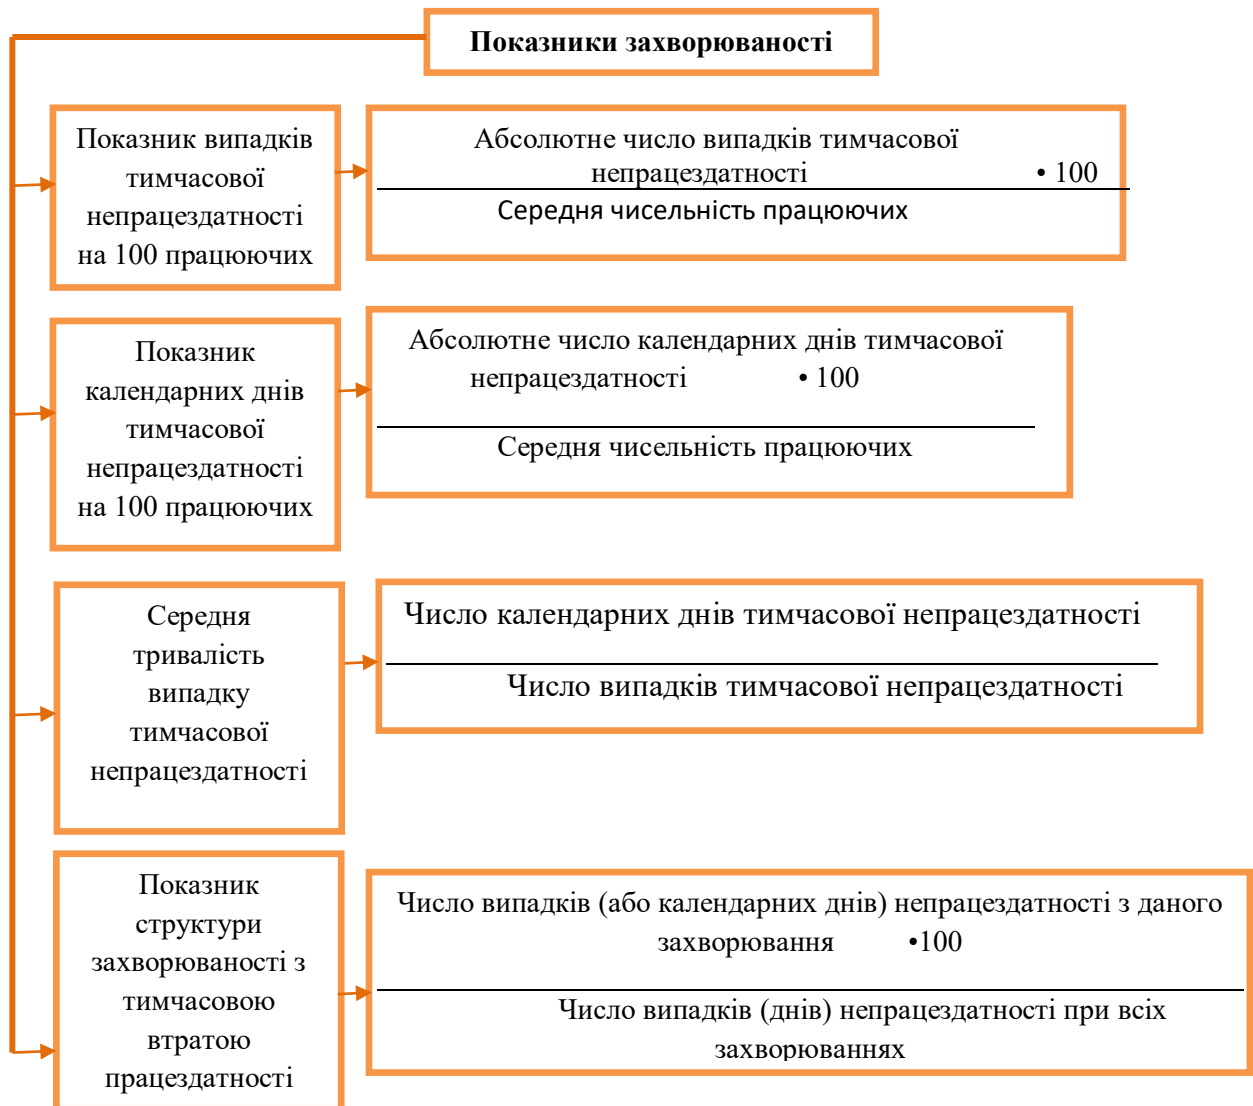 Показники захворюваності
Показник випадків
тимчасової
непрацездатності
на 100 працюючих
Абсолютне число випадків тимчасової
непрацездатності • 100
Середня чисельність працюючих
Показник
календарних днів
тимчасової
непрацездатності
на 100 працюючих
Абсолютне число календарних днів тимчасової
непрацездатності • 100
Середня чисельність працюючих
Середня
тривалість
випадку
тимчасової
непрацездатності
Число календарних днів тимчасової непрацездатності
Число випадків тимчасової непрацездатності
Показник
структури
захворюваності з
тимчасовою
втратою
працездатності
Число випадків (або календарних днів) непрацездатності з даного
захворювання •100
Число випадків (днів) непрацездатності при всіх
захворюваннях